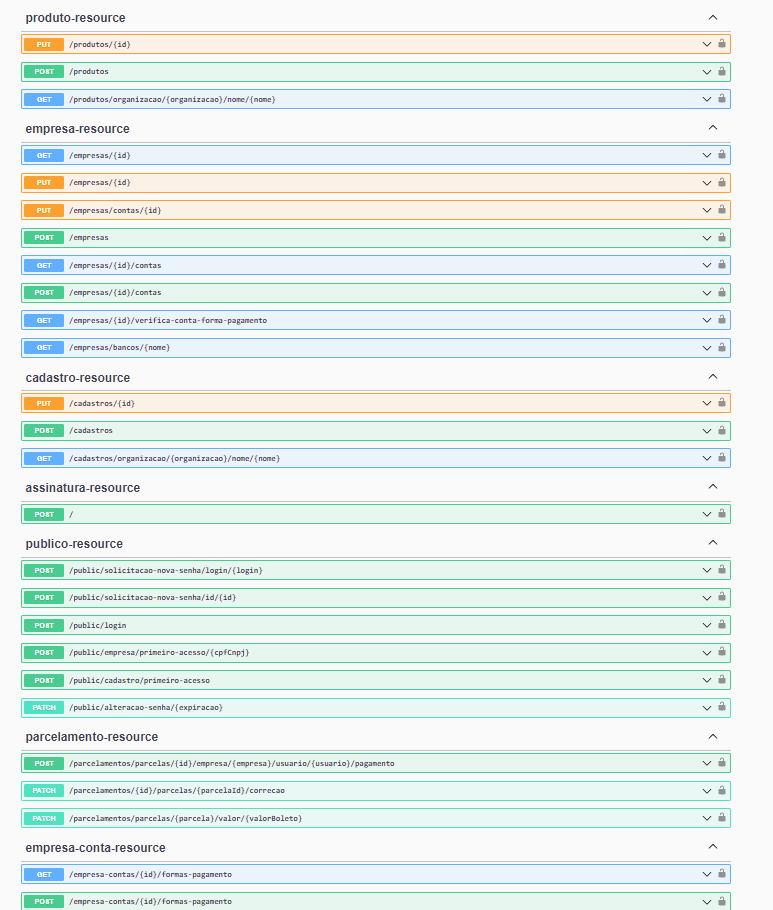 produto-resource
PUT /produtos/{id}
POST /produtos
GET /produtos/organizacao/{organizacao}/nome/{nome}
empresa-resource
GET /empresas/{id}
PUT /empresas/{id}
PUT /empresas/contas/{id}
POST /empresas
GET /empresas/{id}/contas
POST /empresas/{id}/contas
GET /empresas/{id}/verifica-conta-forma-pagamento
GET /empresas/bancos/{nome}
cadastro-resource
PUT /cadastros/{id}
POST /cadastros
GET /cadastros/organizacao/{organizacao}/nome/{nome}
assinatura-resource
POST /
publico-resource
POST /public/solicitacao-nova-senha/login/{login}
POST /public/solicitacao-nova-senha/id/{id}
POST /public/login
POST /public/empresa/primeiro-acesso/{cpfCnpj}
POST /public/cadastro/primeiro-acesso
PATCH /public/alteracao-senha/{expiracao}
parcelamento-resource
POST /parcelamentos/parcelas/{id}/empresa/{empresa}/usuario/{usuario}/pagamento
PATCH /parcelamentos/{id}/parcelas/{parcelaId}/correcao
PATCH /parcelamentos/parcelas/{parcela}/valor/{valorBoleto}
empresa-conta-resource
GET /empresa-contas/{id}/formas-pagamento
POST /empresa-contas/{id}/formas-pagamento